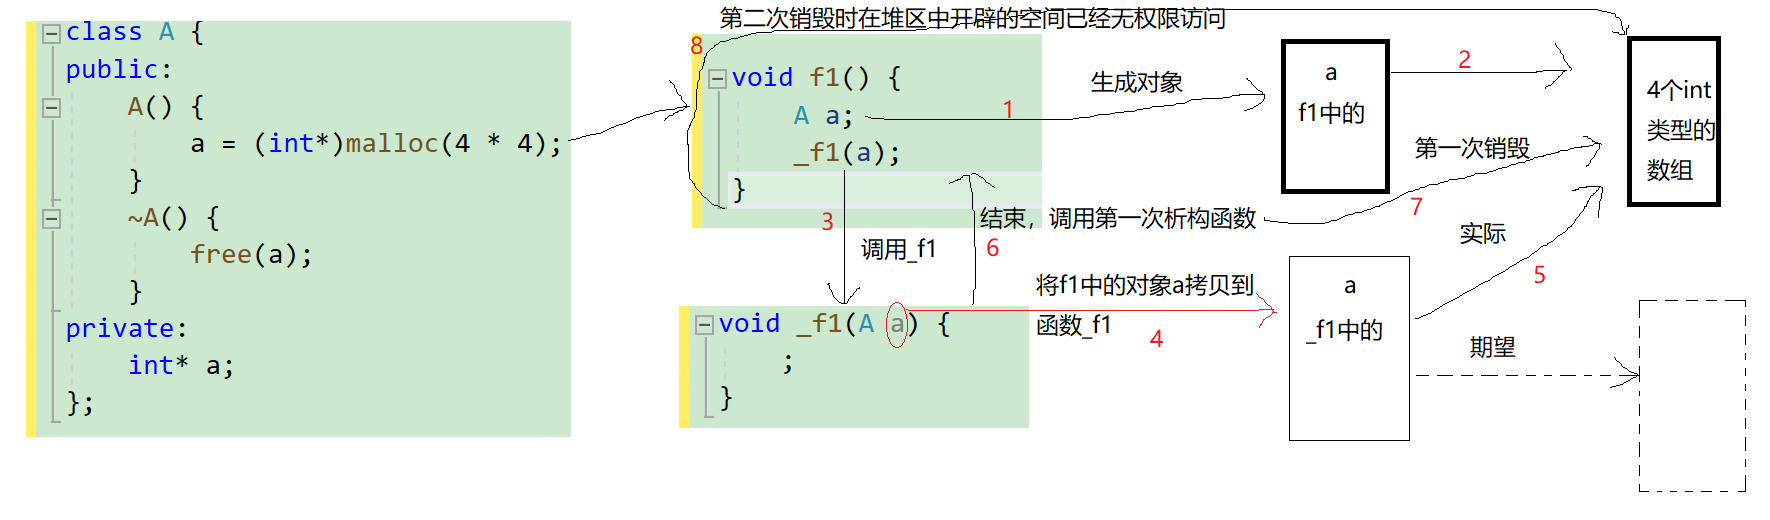 class A {
public:
A() {
a = (int*)malloc(4 * 4);
}
~A() {
free(a);
}
private:
int* a;
};
第二次销毁时在堆区中开辟的空间已经无权限访问
8
void f1() {
A a;
_f1(a);
}
1
生成对象
a
f1中的
2
4个int
类型的
数组
第一次销毁
7
3
调用_f1
结束，调用第一次析构函数
6
void _f1(A a) {
;
}
将f1中的对象a拷贝到
函数_f1
4
a
_f1中的
实际
5
期望